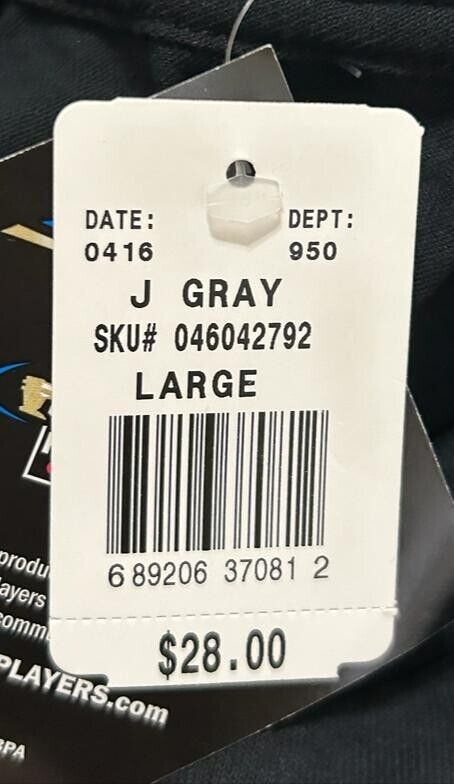 DATE: DEPT:
0416 950
J GRAY
SKU# 046042792
LARGE
6 89206 37081 2
$28.00
PLAYERS.com